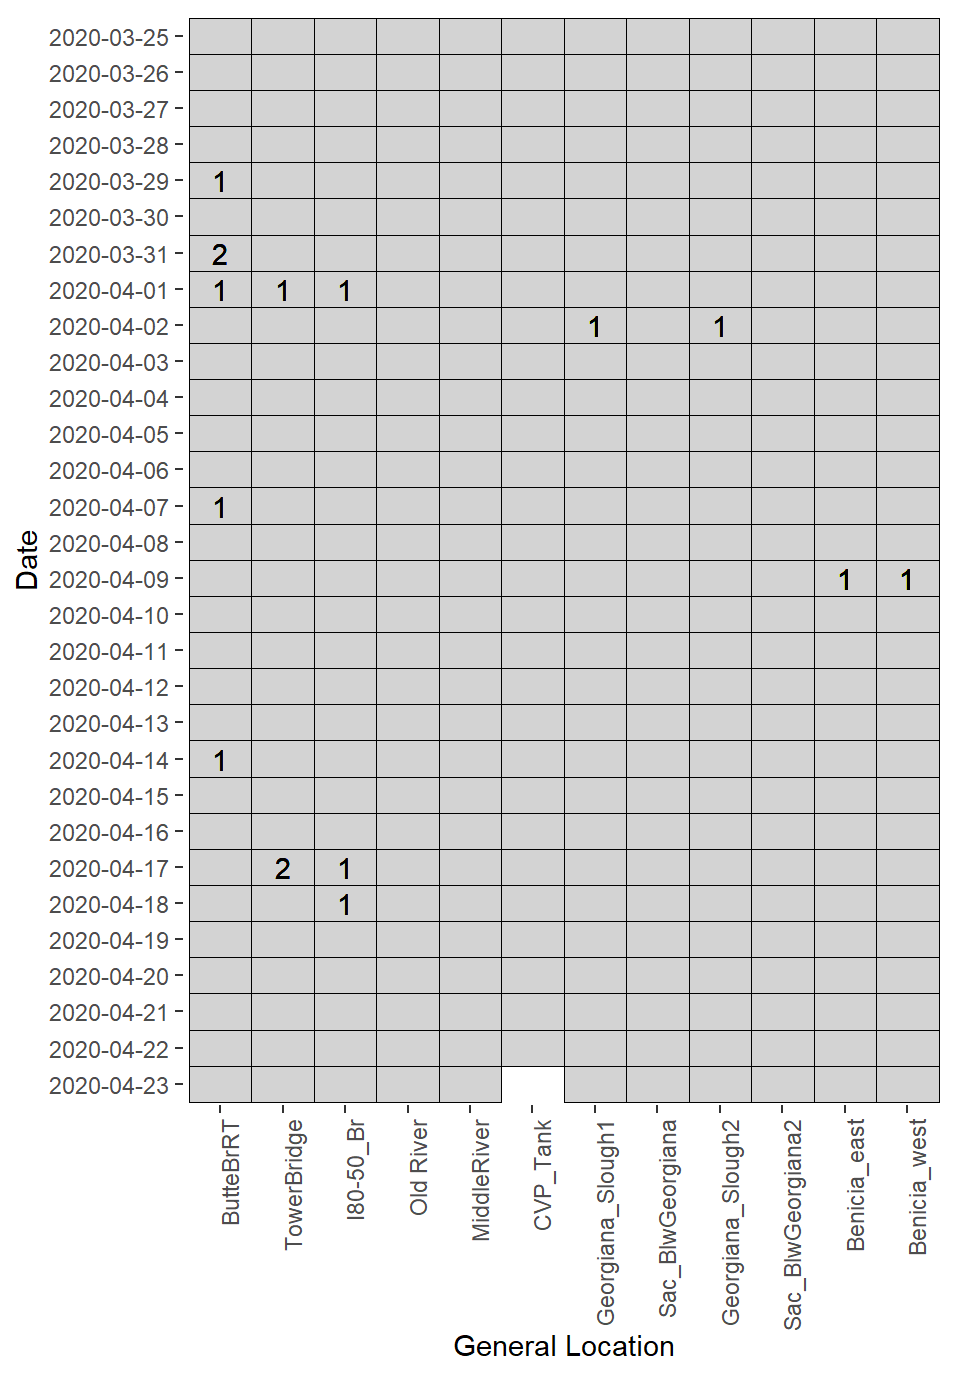 2020-03-25
2020-03-26
2020-03-27
2020-03-28
2020-03-29 1
2020-03-30
2020-03-31 2
2020-04-01 1 1 1
2020-04-02 1 1
2020-04-03
2020-04-04
2020-04-05
2020-04-06
2020-04-07 1
2020-04-08
2020-04-09 1 1
2020-04-10
2020-04-11
2020-04-12
2020-04-13
2020-04-14 1
2020-04-15
2020-04-16
2020-04-17 2 1
2020-04-18 1
2020-04-19
2020-04-20
2020-04-21
2020-04-22
2020-04-23
Date
ButteBrRT
TowerBridge
I80-50_Br
Old River
MiddleRiver
CVP_Tank
Georgiana_Slough1
Sac_BlwGeorgiana
Georgiana_Slough2
Sac_BlwGeorgiana2
Benicia_east
Benicia_west
General Location